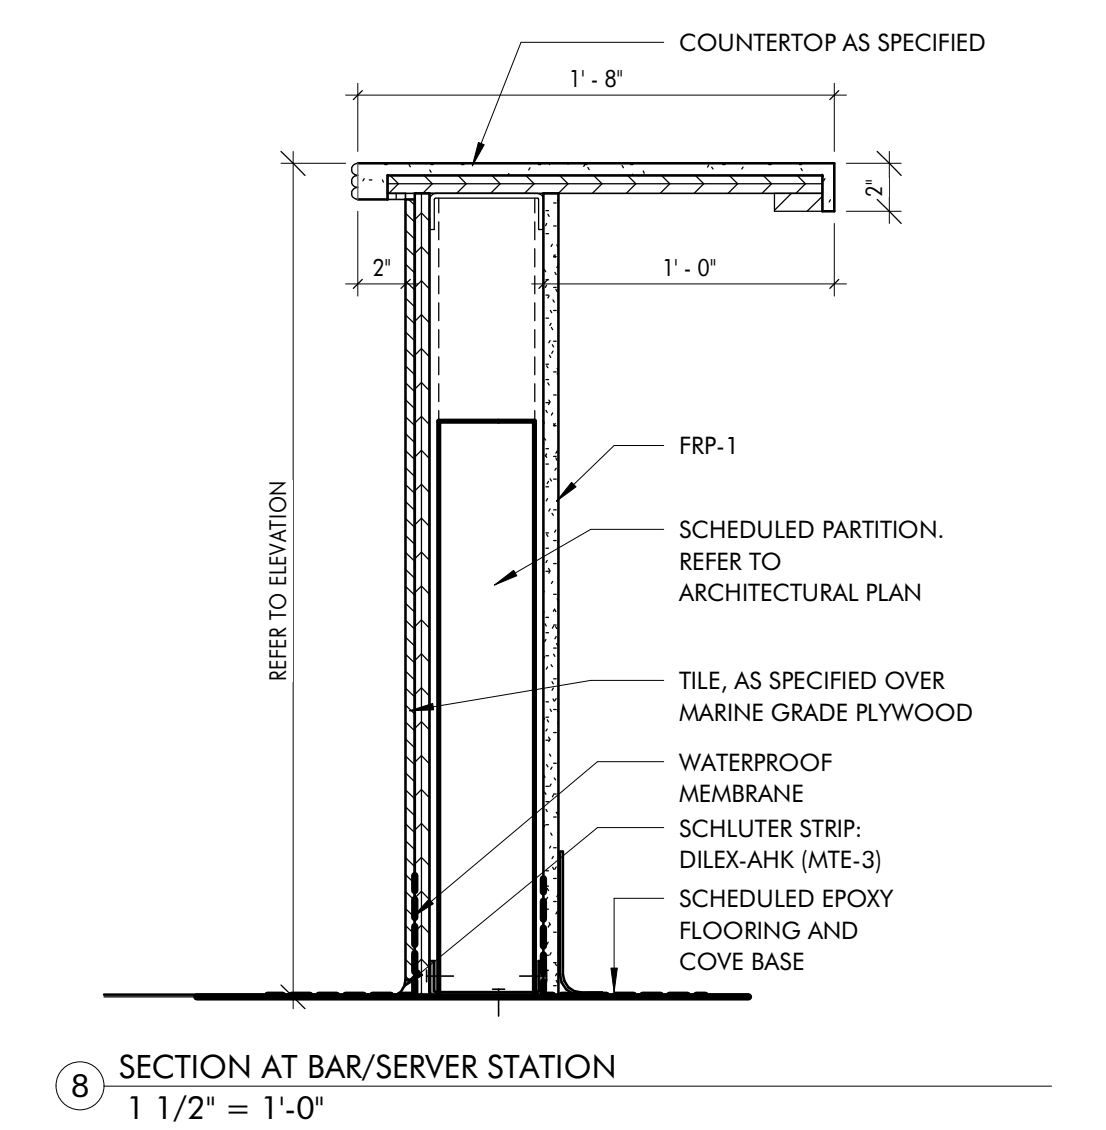 COUNTERTOP AS SPECIFIED
1' - 8"
2"
2"
1' - 0"
REFER TO ELEVATION
FRP-1
SCHEDULED PARTITION.
REFER TO
ARCHITECTURAL PLAN
TILE, AS SPECIFIED OVER
MARINE GRADE PLYWOOD
WATERPROOF
MEMBRANE
SCHLUTER STRIP:
DILEX-AHK (MTE-3)
SCHEDULED EPOXY
FLOORING AND
COVE BASE
8 SECTION AT BAR/SERVER STATION
1 1/2" = 1'-0"